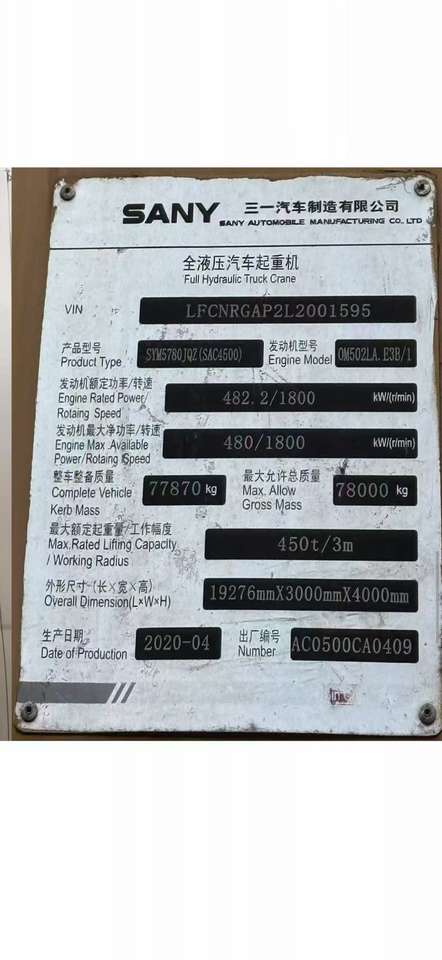 SANY 三一汽车制造有限公司
SANY AUTOMOBILE MANUFACTURING CO., LTD
全液压汽车起重机
Full Hydraulic Truck Crane
VIN LFCNRGAP2L2001595
产品型号 发动机型号
Product Type SYM5780JQZ(SAC4500) Engine Model OM502LA.E3B/1
发动机额定功率/转速
Engine Rated Power/ 482.2/1800 kW/(r/min)
Rotaing Speed
发动机最大净功率/转速
Engine Max .Available 480/1800 kW/(r/min)
Power/Rotaing Speed
整车整备质量 最大允许总质量
Complete Vehicle 77870 kg Max. Allow 78000 kg
Kerb Mass Gross Mass
最大额定起重量/工作幅度
Max.Rated Lifting Capacity 450t/3m
/ Working Radius
外形尺寸(长×宽×高)
Overall Dimension(L×W×H) 19276mmX3000mmX4000mm
生产日期 出厂编号
Date of Production 2020-04 Number AC0500CA0409